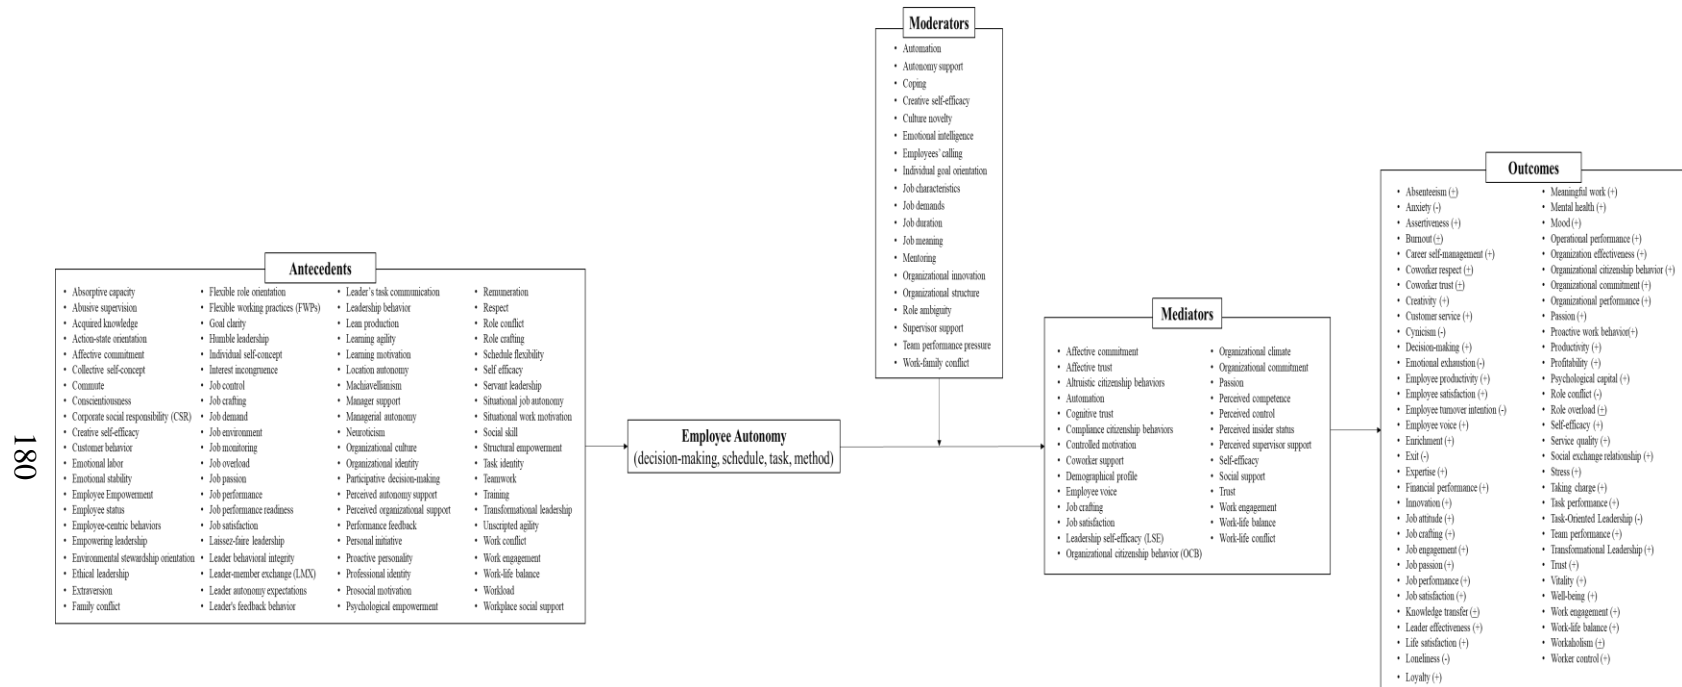 Moderators
• Automation
• Autonomy support
• Coping
• Creative self-efficacy
• Culture novelty
• Emotional intelligence
• Employees' calling
• Individual goal orientation
• Job characteristics
• Job demands
• Job duration
• Job meaning
• Mentoring
• Organizational innovation
• Organizational structure
• Role ambiguity
• Supervisor support
• Team performance pressure
• Work-family conflict
Antecedents
• Absorptive capacity
• Abusive supervision
• Acquired knowledge
• Action-state orientation
• Affective commitment
• Collective self-concept
• Commute
• Conscientiousness
• Corporate social responsibility (CSR)
• Creative self-efficacy
• Customer behavior
• Emotional labor
• Emotional stability
• Employee Empowerment
• Employee status
• Employee-centric behaviors
• Empowering leadership
• Environmental stewardship orientation
• Ethical leadership
• Extraversion
• Family conflict
• Flexible role orientation
• Flexible working practices (FWPs)
• Goal clarity
• Humble leadership
• Individual self-concept
• Interest incongruence
• Job control
• Job crafting
• Job demand
• Job environment
• Job monitoring
• Job overload
• Job passion
• Job performance
• Job performance readiness
• Job satisfaction
• Laissez-faire leadership
• Leader behavioral integrity
• Leader-member exchange (LMX)
• Leader autonomy expectations
• Leader's feedback behavior
• Leader's task communication
• Leadership behavior
• Lean production
• Learning agility
• Learning motivation
• Location autonomy
• Machiavellianism
• Manager support
• Managerial autonomy
• Neuroticism
• Organizational culture
• Organizational identity
• Participative decision-making
• Perceived autonomy support
• Perceived organizational support
• Performance feedback
• Personal initiative
• Proactive personality
• Professional identity
• Prosocial motivation
• Psychological empowerment
• Remuneration
• Respect
• Role conflict
• Role crafting
• Schedule flexibility
• Self efficacy
• Servant leadership
• Situational job autonomy
• Situational work motivation
• Social skill
• Structural empowerment
• Task identity
• Teamwork
• Training
• Transformational leadership
• Unscripted agility
• Work conflict
• Work engagement
• Work-life balance
• Workload
• Workplace social support
Employee Autonomy
(decision-making, schedule, task, method)
Mediators
• Affective commitment
• Affective trust
• Altruistic citizenship behaviors
• Automation
• Cognitive trust
• Compliance citizenship behaviors
• Controlled motivation
• Coworker support
• Demographical profile
• Employee voice
• Job crafting
• Job satisfaction
• Leadership self-efficacy (LSE)
• Organizational citizenship behavior (OCB)
• Organizational climate
• Organizational commitment
• Passion
• Perceived competence
• Perceived control
• Perceived insider status
• Perceived supervisor support
• Self-efficacy
• Social support
• Trust
• Work engagement
• Work-life balance
• Work-life conflict
Outcomes
• Absenteeism (±)
• Anxiety (-)
• Assertiveness (+)
• Burnout (±)
• Career self-management (+)
• Coworker respect (±)
• Coworker trust (±)
• Creativity (+)
• Customer service (+)
• Cynicism (-)
• Decision-making (+)
• Emotional exhaustion (-)
• Employee productivity (+)
• Employee satisfaction (+)
• Employee turnover intention (-)
• Employee voice (+)
• Enrichment (+)
• Exit (-)
• Expertise (+)
• Financial performance (+)
• Innovation (+)
• Job attitude (+)
• Job crafting (+)
• Job engagement (+)
• Job passion (+)
• Job performance (+)
• Job satisfaction (+)
• Knowledge transfer (±)
• Leader effectiveness (+)
• Life satisfaction (+)
• Loneliness (-)
• Loyalty (+)
• Meaningful work (+)
• Mental health (+)
• Mood (+)
• Operational performance (+)
• Organization effectiveness (+)
• Organizational citizenship behavior (+)
• Organizational commitment (+)
• Organizational performance (+)
• Passion (+)
• Proactive work behavior(+)
• Productivity (+)
• Profitability (+)
• Psychological capital (+)
• Role conflict (-)
• Role overload (±)
• Self-efficacy (+)
• Service quality (+)
• Social exchange relationship (+)
• Stress (+)
• Taking charge (+)
• Task performance (+)
• Task-Oriented Leadership (-)
• Team performance (+)
• Transformational Leadership (+)
• Trust (+)
• Vitality (+)
• Well-being (+)
• Work engagement (+)
• Work-life balance (+)
• Workaholism (±)
• Worker control (+)
180